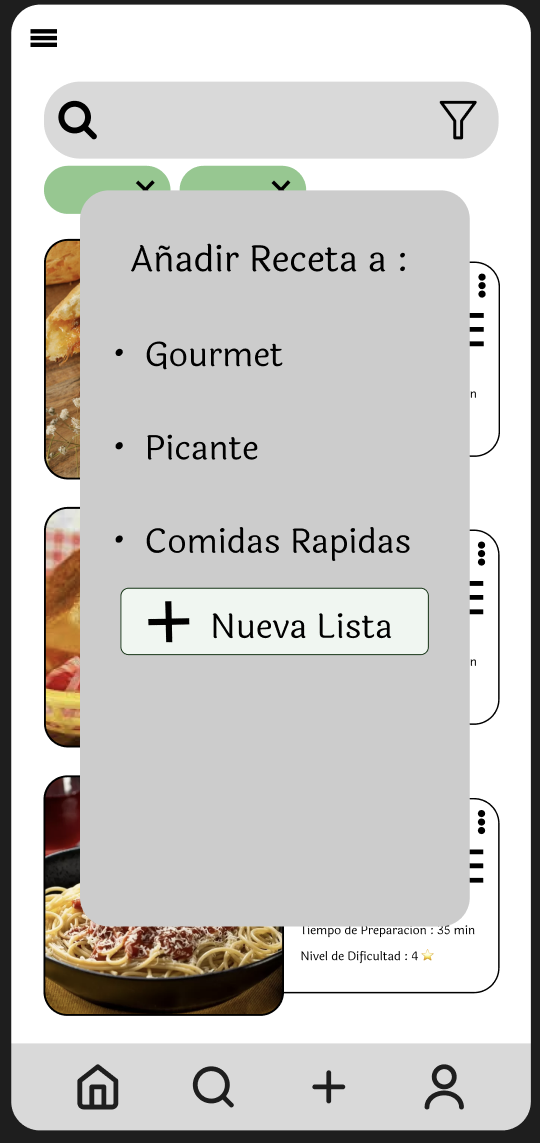 Añadir Receta a :
• Gourmet
• Picante
• Comidas Rapidas
Nueva Lista
Tiempo de Preparacion : 35 min
Nivel de Dificultad : 4 ⭐